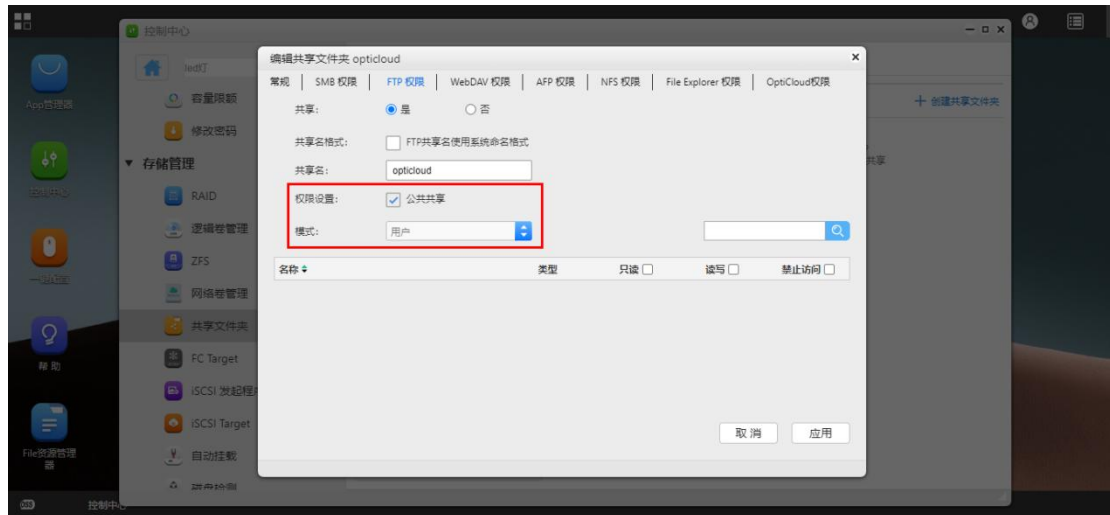 控制中心
led灯
App管理器
容量限额
修改密码
存储管理
RAID
逻辑卷管理
ZFS
网络卷管理
共享文件夹
FC Target
iSCSI 发起程
iSCSI Target
自动挂载
磁盘检测
控制中心
帮助
File资源管理器
创建共享文件夹
共享
编辑共享文件夹 opticloud
常规 | SMB 权限 | FTP 权限 | WebDAV 权限 | AFP 权限 | NFS 权限 | File Explorer 权限 | OptiCloud权限
共享: 是 否
共享名格式: FTP共享名使用系统命名格式
共享名: opticloud
权限设置: 公共共享
模式: 用户
名称 类型 只读 读写 禁止访问
取消 应用
控制中心